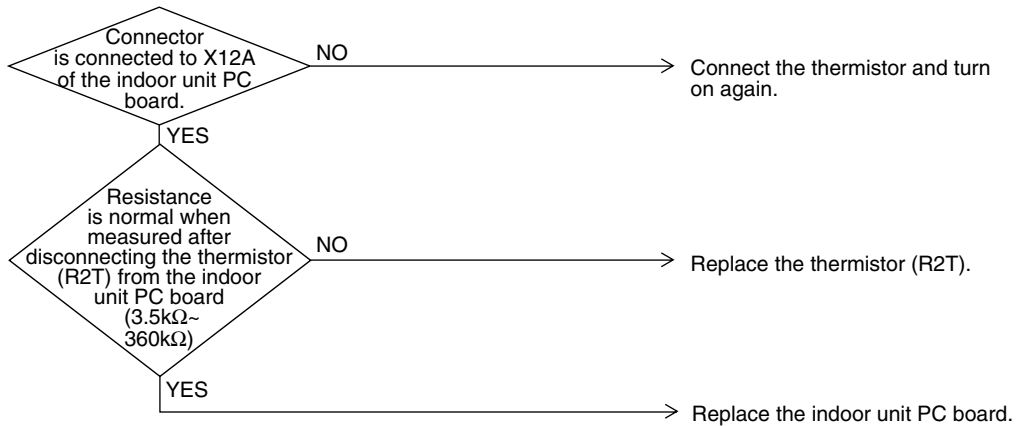 Connector
is connected to X12A
of the indoor unit PC
board.
NO
Connect the thermistor and turn
on again.
YES
Resistance
is normal when
measured after
disconnecting the thermistor
(R2T) from the indoor
unit PC board
(3.5kΩ~
360kΩ)
NO
Replace the thermistor (R2T).
YES
Replace the indoor unit PC board.